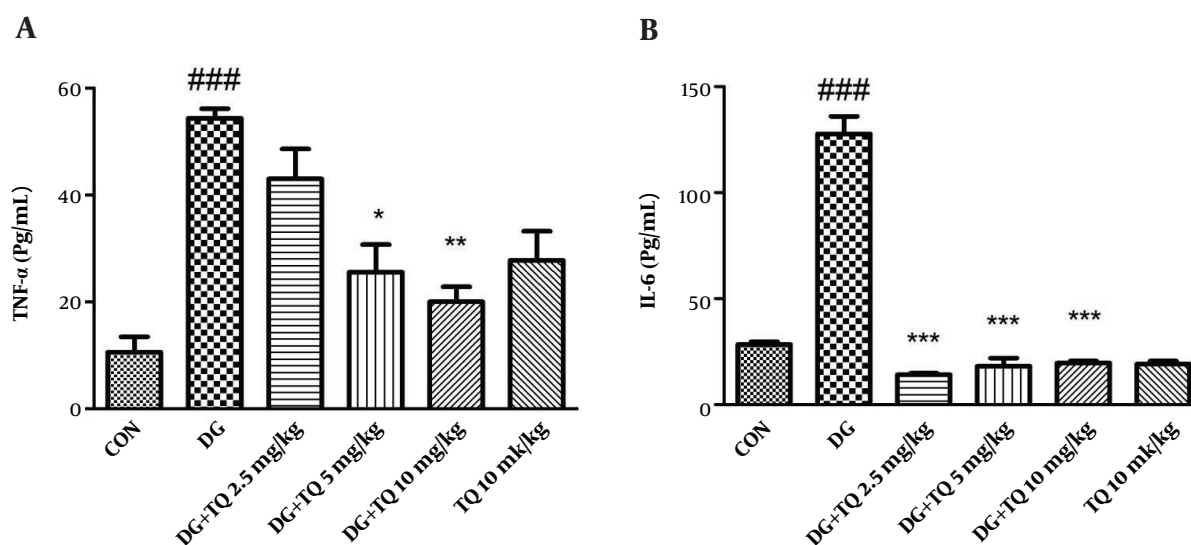 A
TNF-α (Pg/mL)
60
40
20
0
###
*
**
CON
DG
DG+TQ 2.5 mg/kg
DG+TQ 5 mg/kg
DG+TQ 10 mg/kg
TQ 10 mk/kg
B
IL-6 (Pg/mL)
150
100
50
0
###
***
***
***
CON
DG
DG+TQ 2.5 mg/kg
DG+TQ 5 mg/kg
DG+TQ 10 mg/kg
TQ 10 mk/kg